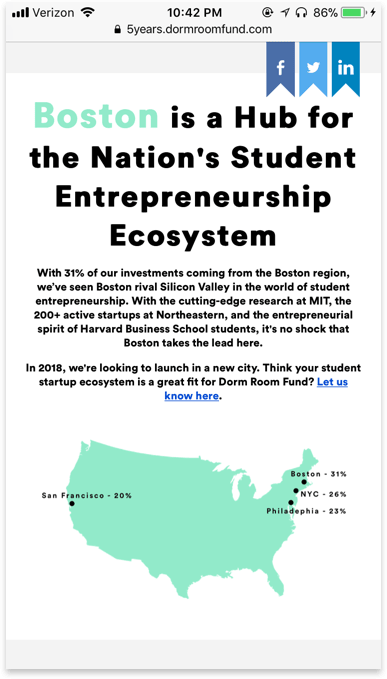 Verizon 10:42 PM 86%
5years.dormroomfund.com
f in
Boston is a Hub for
the Nation's Student
Entrepreneurship
Ecosystem
With 31% of our investments coming from the Boston region,
we've seen Boston rival Silicon Valley in the world of student
entrepreneurship. With the cutting-edge research at MIT, the
200+ active startups at Northeastern, and the entrepreneurial
spirit of Harvard Business School students, it's no shock that
Boston takes the lead here.
In 2018, we're looking to launch in a new city. Think your student
startup ecosystem is a great fit for Dorm Room Fund? Let us
know here.
Boston - 31%
San Francisco - 20%
NYC - 26%
Philadephia - 23%